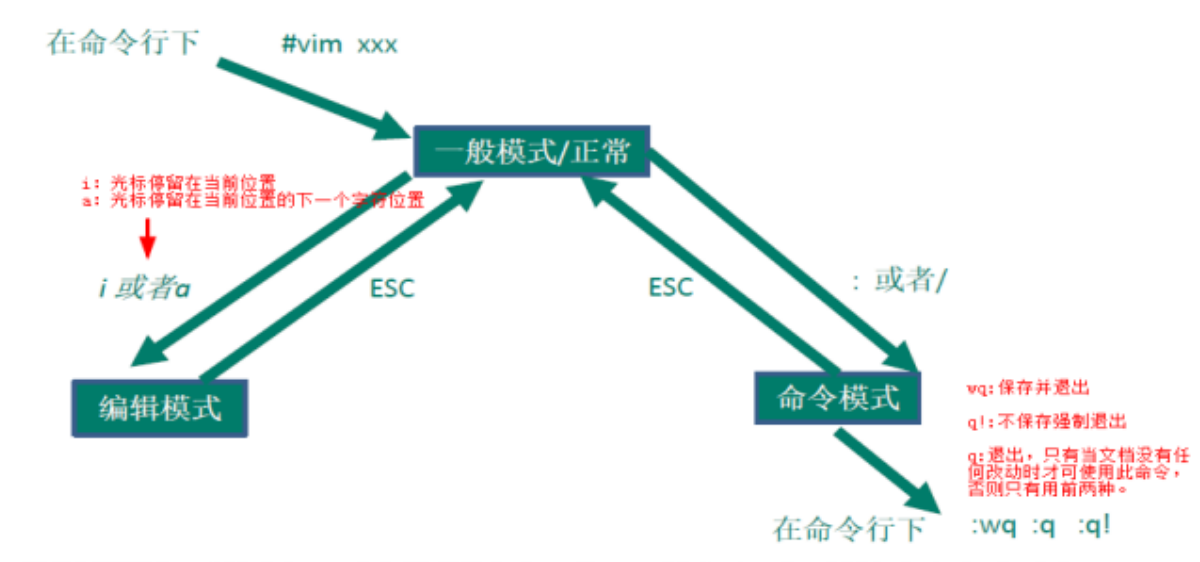 在命令行下 #vim xxx
一般模式/正常
i: 光标停留在当前位置
a: 光标停留在当前位置的下一个字符位置
i 或者a
ESC
ESC
: 或者/
编辑模式
命令模式
wq:保存并退出
q!:不保存强制退出
q:退出，只有当文档没有任
何改动时才可使用此命令，
否则只有用前两种。
在命令行下 :wq :q :q!